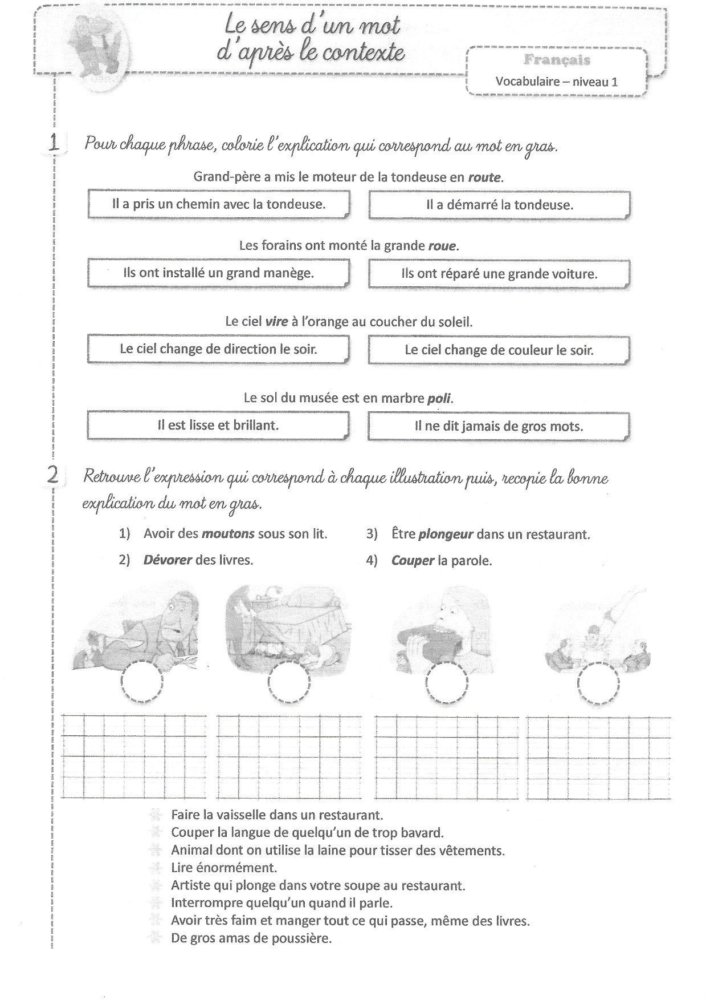 Le sens d'un mot
d'après le contexte
Français
Vocabulaire – niveau 1
1 Pour chaque phrase, colorie l'explication qui correspond au mot en gras.
Grand-père a mis le moteur de la tondeuse en route.
Il a pris un chemin avec la tondeuse. Il a démarré la tondeuse.
Les forains ont monté la grande roue.
Ils ont installé un grand manège. Ils ont réparé une grande voiture.
Le ciel vire à l'orange au coucher du soleil.
Le ciel change de direction le soir. Le ciel change de couleur le soir.
Le sol du musée est en marbre poli.
Il est lisse et brillant. Il ne dit jamais de gros mots.
2 Retrouve l'expression qui correspond à chaque illustration puis, recopie la bonne
explication du mot en gras.
1) Avoir des moutons sous son lit. 3) Être plongeur dans un restaurant.
2) Dévorer des livres. 4) Couper la parole.
Faire la vaisselle dans un restaurant.
Couper la langue de quelqu'un de trop bavard.
Animal dont on utilise la laine pour tisser des vêtements.
Lire énormément.
Artiste qui plonge dans votre soupe au restaurant.
Interrompre quelqu'un quand il parle.
Avoir très faim et manger tout ce qui passe, même des livres.
De gros amas de poussière.